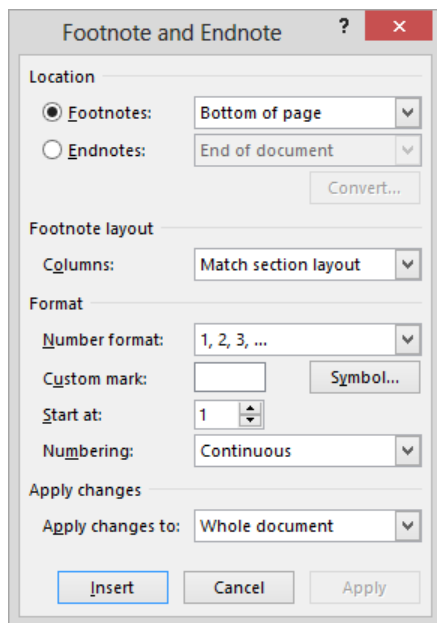 Footnote and Endnote ?
Location
Footnotes: Bottom of page
Endnotes: End of document
Convert...
Footnote layout
Columns: Match section layout
Format
Number format: 1, 2, 3, ...
Custom mark: Symbol...
Start at: 1
Numbering: Continuous
Apply changes
Apply changes to: Whole document
Insert Cancel Apply